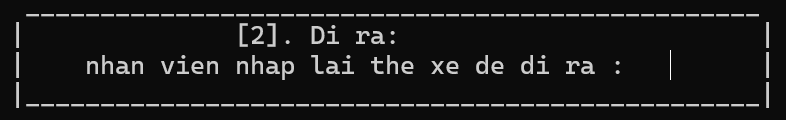 [2]. Di ra:
nhan vien nhap lai the xe de di ra :